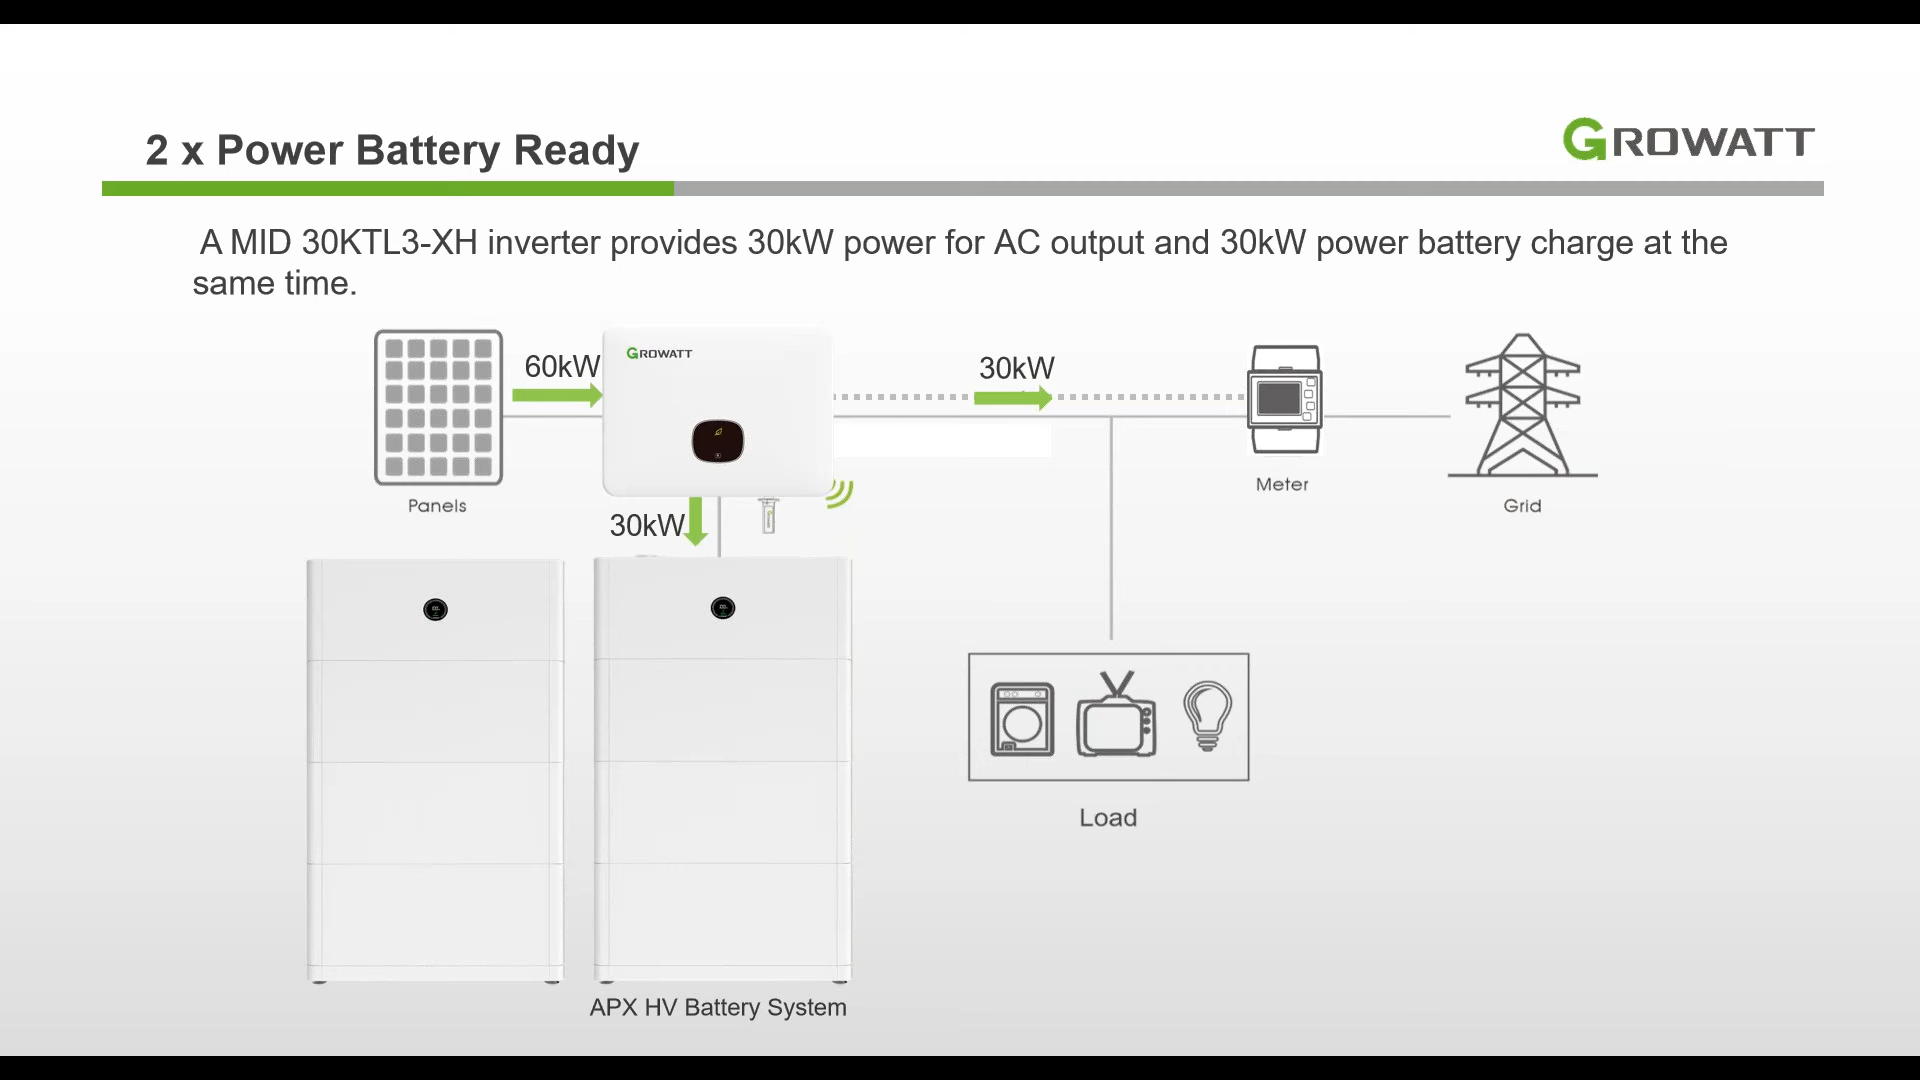 2 x Power Battery Ready
GROWATT
A MID 30KTL3-XH inverter provides 30kW power for AC output and 30kW power battery charge at the
same time.
60kW
GROWATT
30kW
Panels
Meter
Grid
30kW
Load
APX HV Battery System